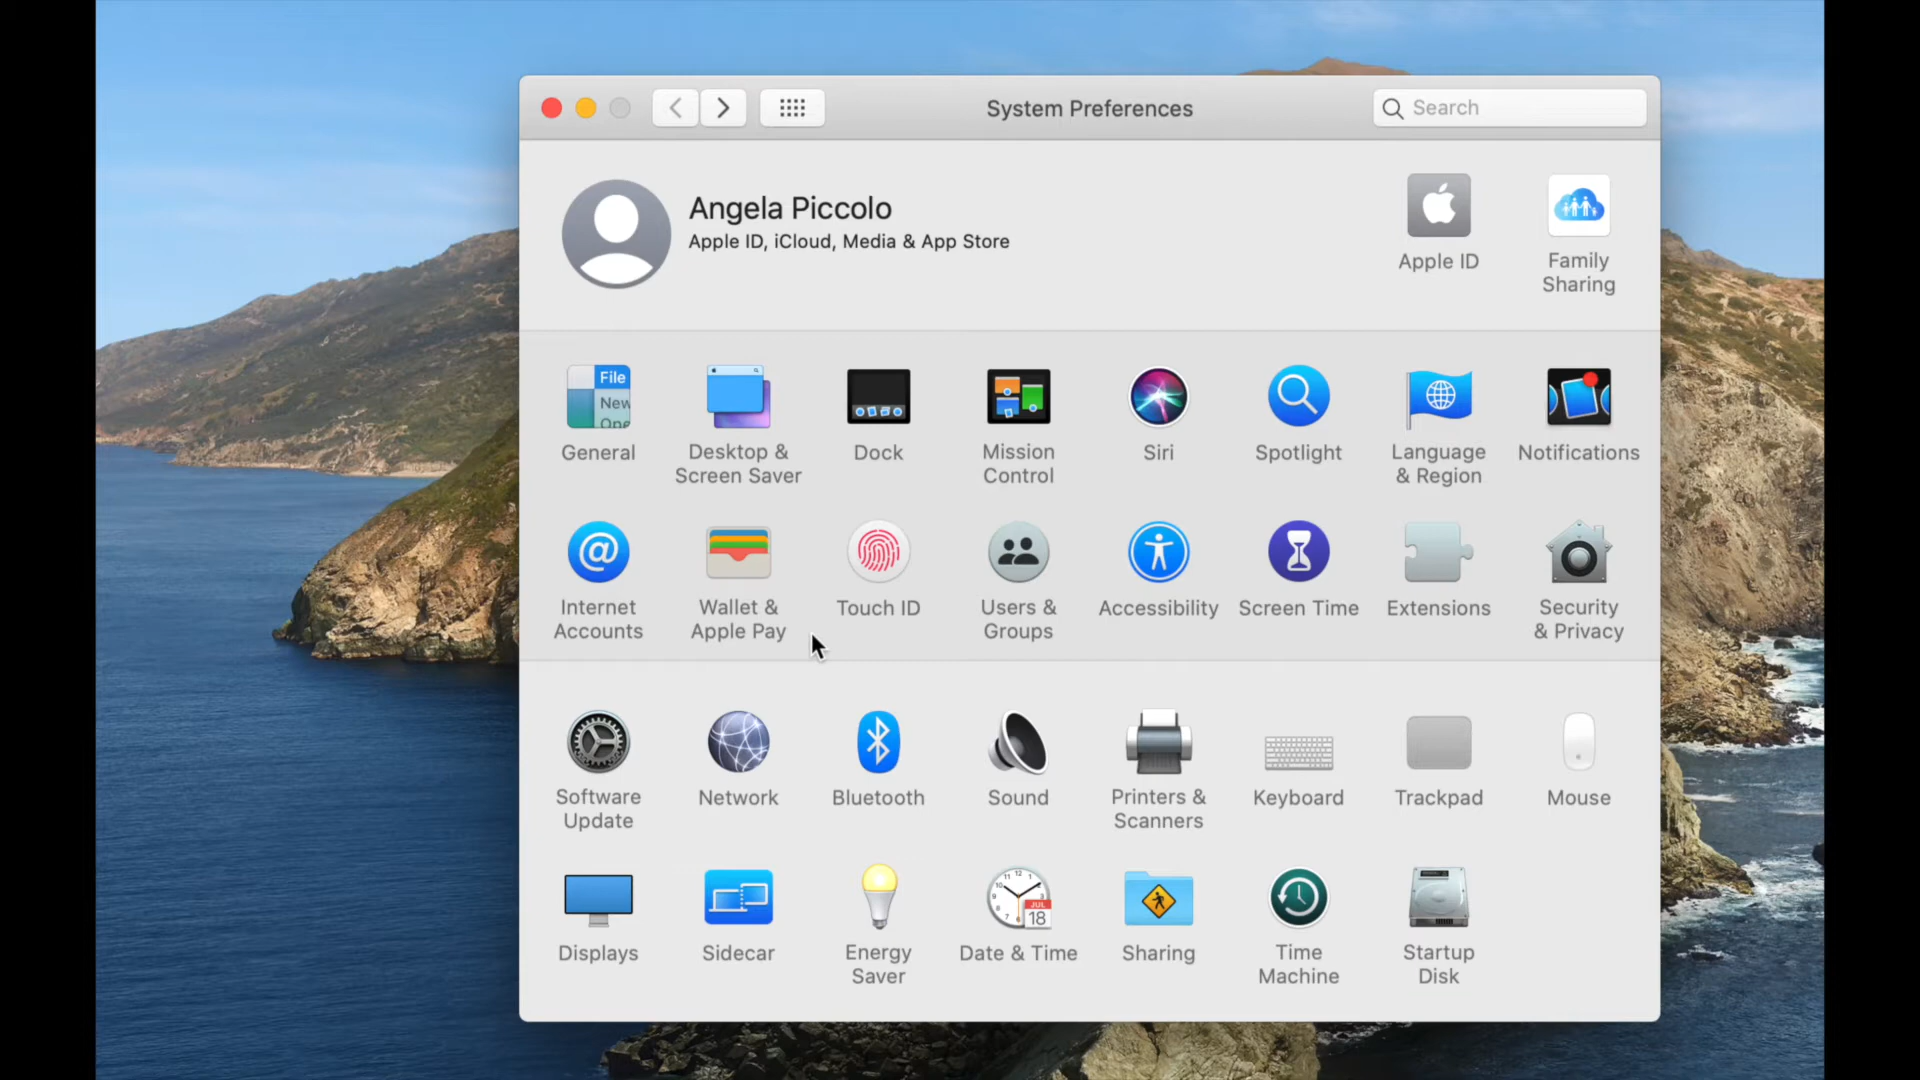 System Preferences
Search
Angela Piccolo
Apple ID, iCloud, Media & App Store
Apple ID
Family
Sharing
File
New
Ope
General
Desktop &
Screen Saver
Dock
Mission
Control
Siri
Spotlight
Language
& Region
Notifications
@
Internet
Accounts
Wallet &
Apple Pay
Touch ID
Users &
Groups
Accessibility
Screen Time
Extensions
Security
& Privacy
Software
Update
Network
Bluetooth
Sound
Printers &
Scanners
Keyboard
Trackpad
Mouse
Displays
Sidecar
Energy
Saver
JUL
18
Date & Time
Sharing
Time
Machine
Startup
Disk